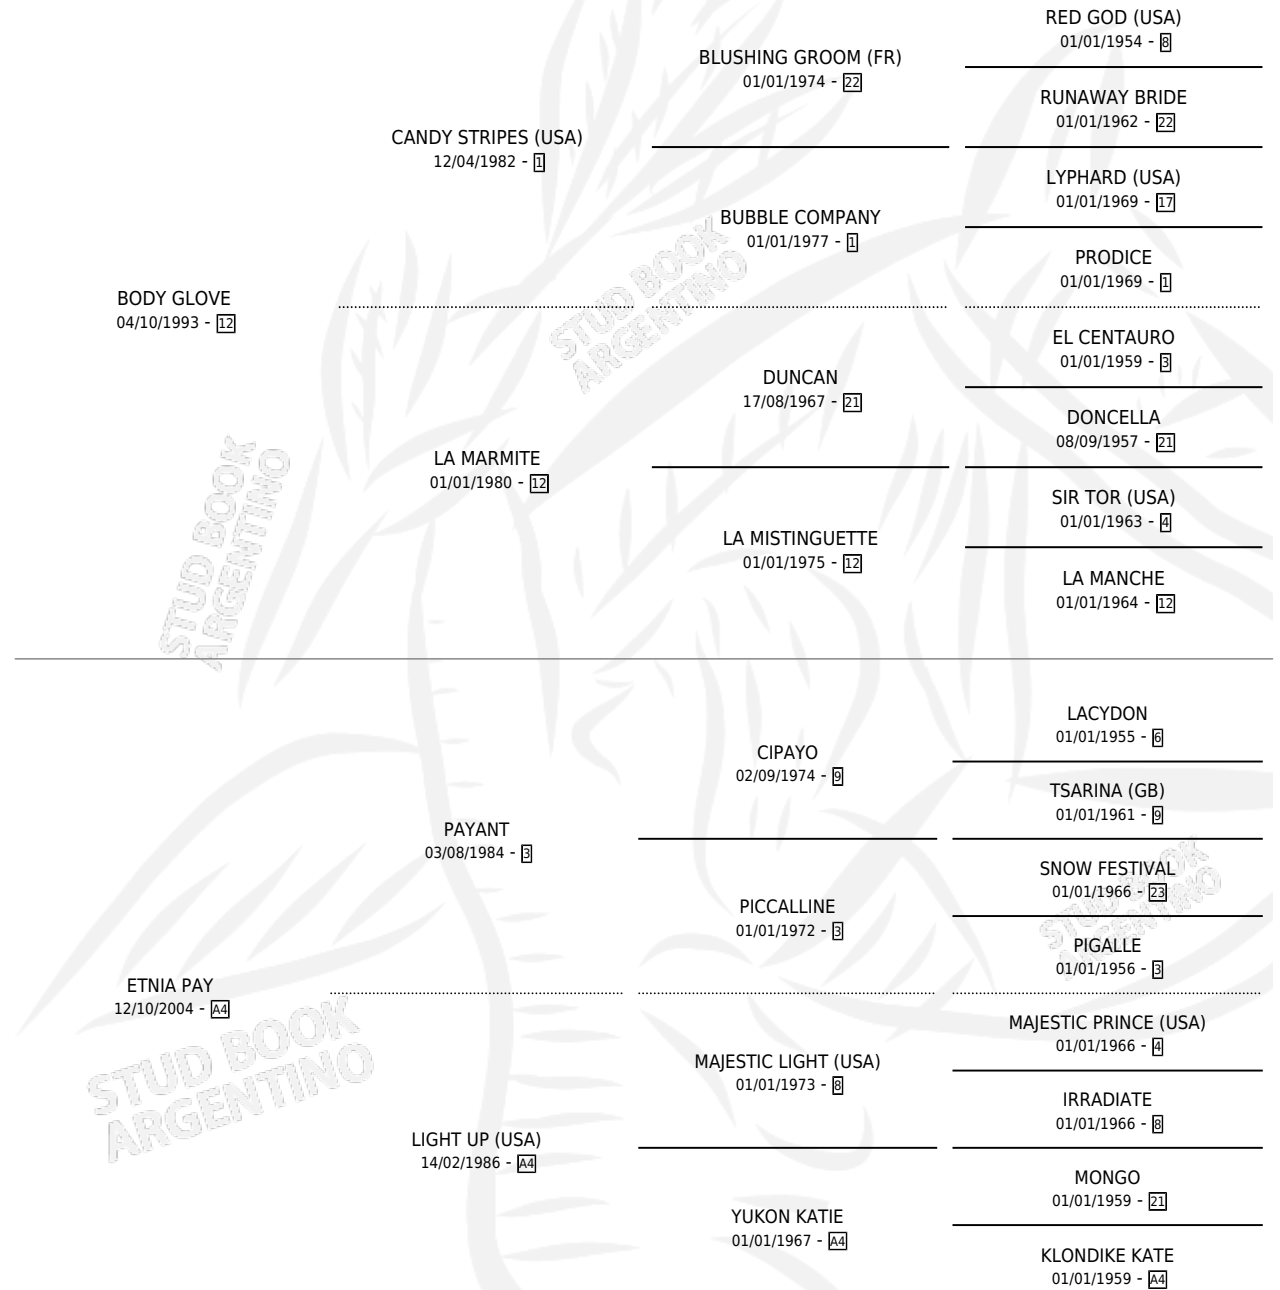 RED GOD (USA)
01/01/1954 - 8
BLUSHING GROOM (FR)
01/01/1974 - 22
RUNAWAY BRIDE
01/01/1962 - 22
CANDY STRIPES (USA)
12/04/1982 - 1
LYPHARD (USA)
01/01/1969 - 17
BUBBLE COMPANY
01/01/1977 - 1
PRODICE
01/01/1969 - 1
BODY GLOVE
04/10/1993 - 12
STUD BOOK
ARGENTINO
EL CENTAURO
01/01/1959 - 3
DUNCAN
17/08/1967 - 21
DONCELLA
08/09/1957 - 21
LA MARMITE
01/01/1980 - 12
SIR TOR (USA)
01/01/1963 - 4
LA MISTINGUETTE
01/01/1975 - 12
LA MANCHE
01/01/1964 - 12
STUD BOOK
ARGENTINO
LACYDON
01/01/1955 - 6
CIPAYO
02/09/1974 - 9
TSARINA (GB)
01/01/1961 - 9
PAYANT
03/08/1984 - 3
SNOW FESTIVAL
01/01/1966 - 23
PICCALLINE
01/01/1972 - 3
PIGALLE
01/01/1956 - 3
STUD BOOK
ARGENTINO
ETNIA PAY
12/10/2004 - A4
MAJESTIC PRINCE (USA)
01/01/1966 - 4
MAJESTIC LIGHT (USA)
01/01/1973 - 8
IRRADIATE
01/01/1966 - 8
STUD BOOK
ARGENTINO
LIGHT UP (USA)
14/02/1986 - A4
MONGO
01/01/1959 - 21
YUKON KATIE
01/01/1967 - A4
KLONDIKE KATE
01/01/1959 - A4